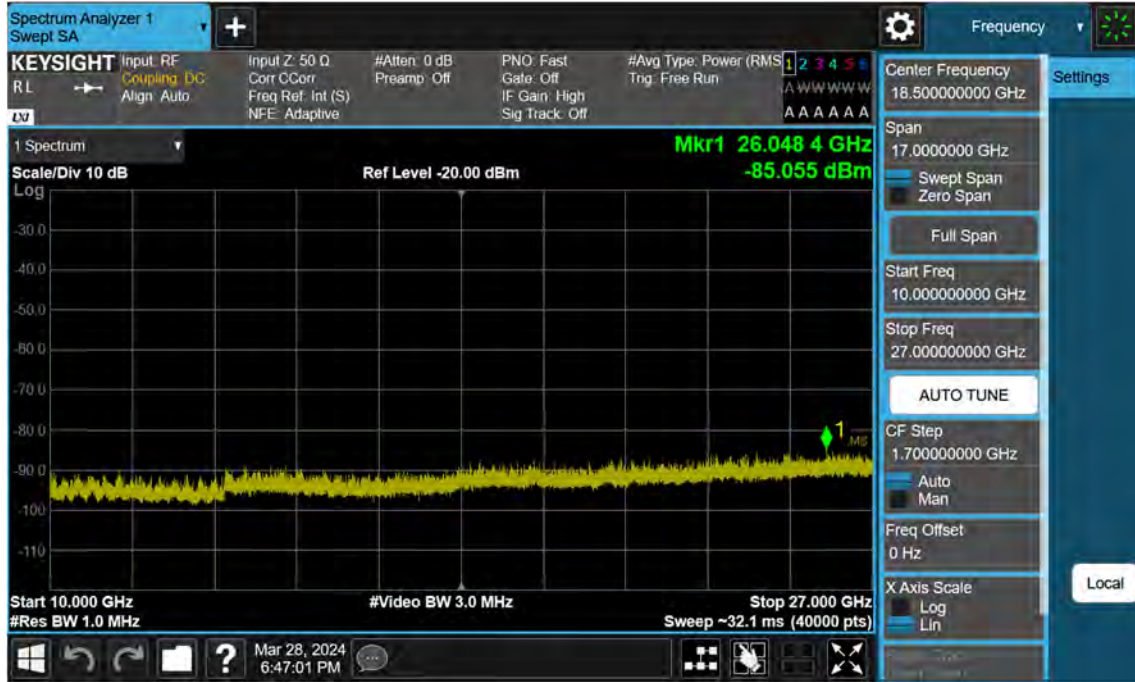 Spectrum Analyzer 1
Swept SA
Frequency
KEYSIGHT
RL
LXI
Input: RF
Coupling: DC
Align: Auto
Input Z: 50 Ω
Corr CCorr
Freq Ref: Int (S)
NFE: Adaptive
#Atten: 0 dB
Preamp: Off
PNO: Fast
Gate: Off
IF Gain: High
Sig Track: Off
#Avg Type: Power (RMS
Trig: Free Run
1 2 3 4 5 6
A W W W W W
A A A A A A
1 Spectrum
Mkr1 26.048 4 GHz
Scale/Div 10 dB
Ref Level -20.00 dBm
-85.055 dBm
Log
-30.0
-40.0
-50.0
-60.0
-70.0
-80.0
-90.0
-100
-110
1
Start 10.000 GHz
#Video BW 3.0 MHz
Stop 27.000 GHz
#Res BW 1.0 MHz
Sweep ~32.1 ms (40000 pts)
Center Frequency
18.500000000 GHz
Settings
Span
17.0000000 GHz
Swept Span
Zero Span
Full Span
Start Freq
10.000000000 GHz
Stop Freq
27.000000000 GHz
AUTO TUNE
CF Step
1.700000000 GHz
Auto
Man
Freq Offset
0 Hz
X Axis Scale
Log
Lin
Local
?
Mar 28, 2024
6:47:01 PM